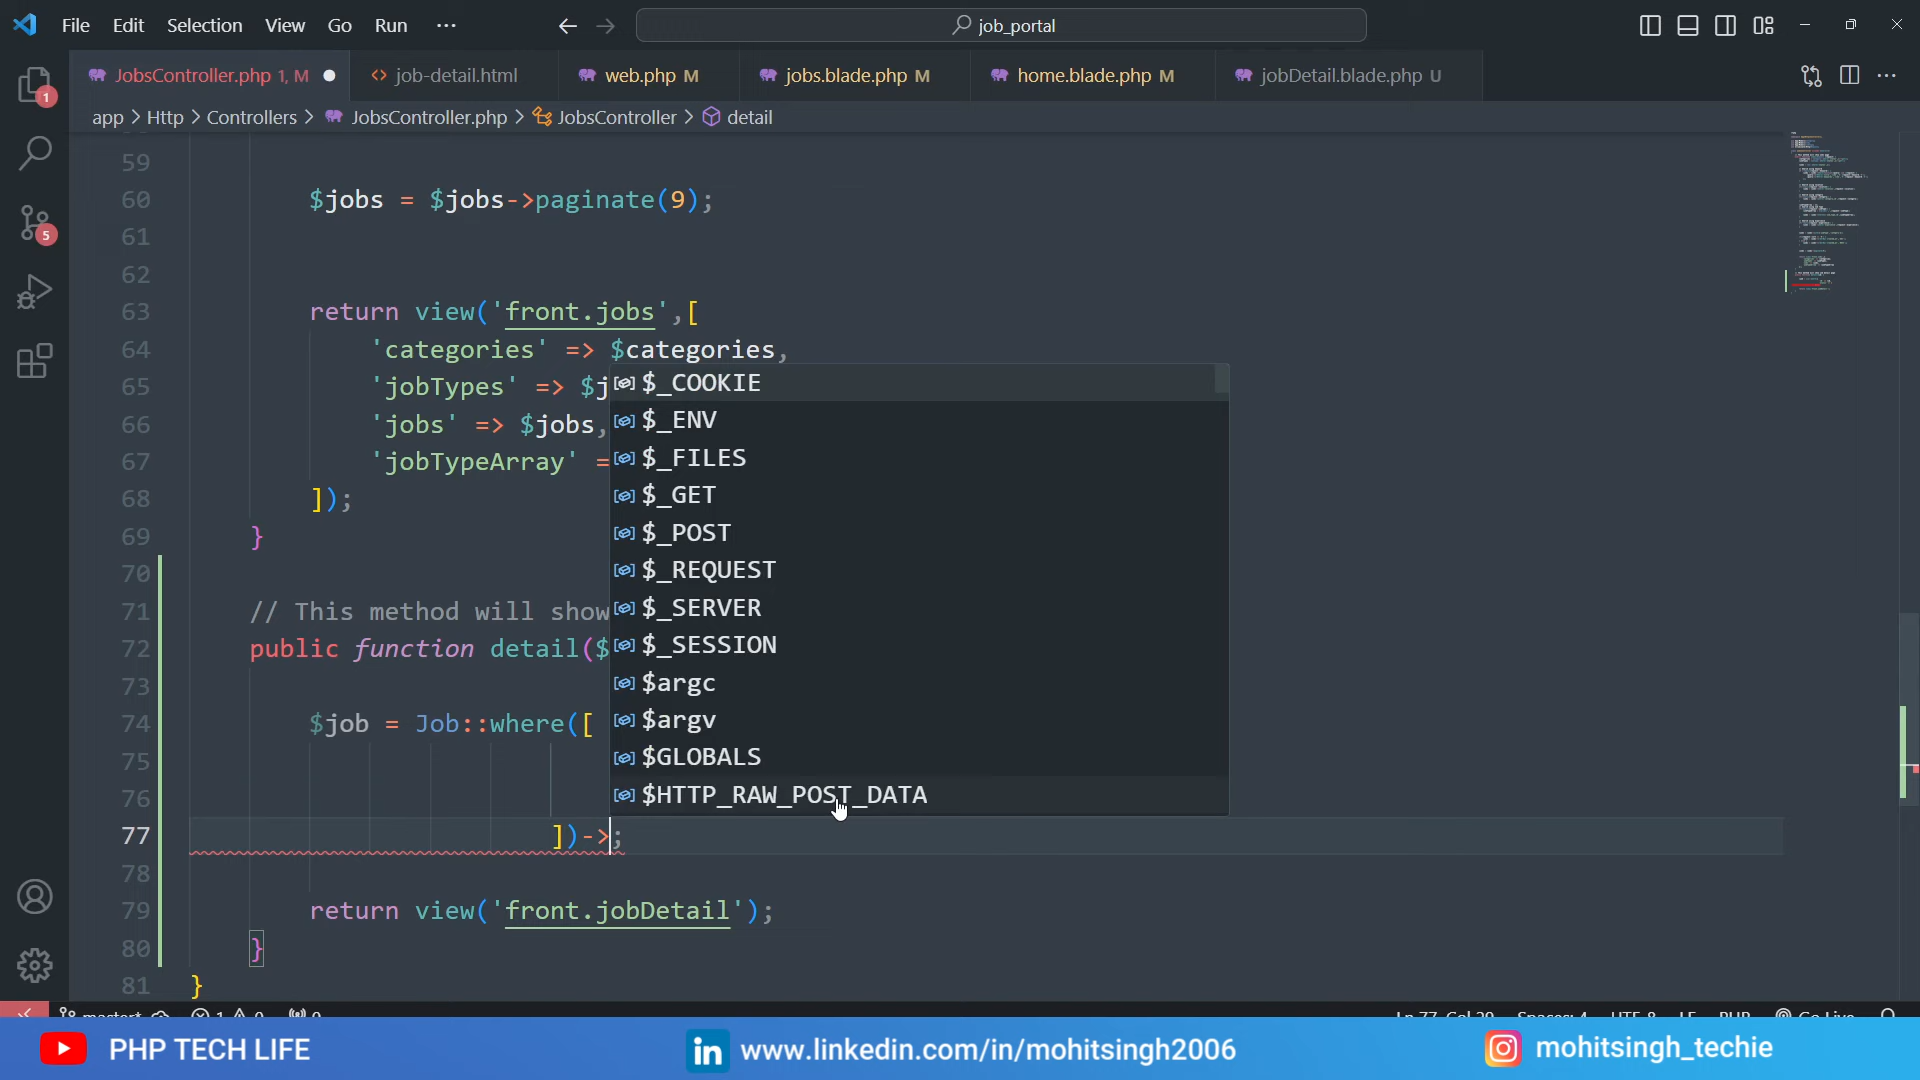 File Edit Selection View Go Run ··· job_portal
JobsController.php 1, M job-detail.html web.php M jobs.blade.php M home.blade.php M jobDetail.blade.php U
app > Http > Controllers > JobsController.php > JobsController > detail
1
5
59
60 $jobs = $jobs->paginate(9);
61
62
63 return view('front.jobs',[
64 'categories' => $categories,
65 'jobTypes' => $j
66 'jobs' => $jobs,
67 'jobTypeArray' =
68 ]);
69 }
70
71 // This method will show
72 public function detail($
73
74 $job = Job::where([
75
76
77 ])->;
78
79 return view('front.jobDetail');
80 }
81 }
$_COOKIE
$_ENV
$_FILES
$_GET
$_POST
$_REQUEST
$_SERVER
$_SESSION
$argc
$argv
$GLOBALS
$HTTP_RAW_POST_DATA
PHP TECH LIFE
www.linkedin.com/in/mohitsingh2006
mohitsingh_techie